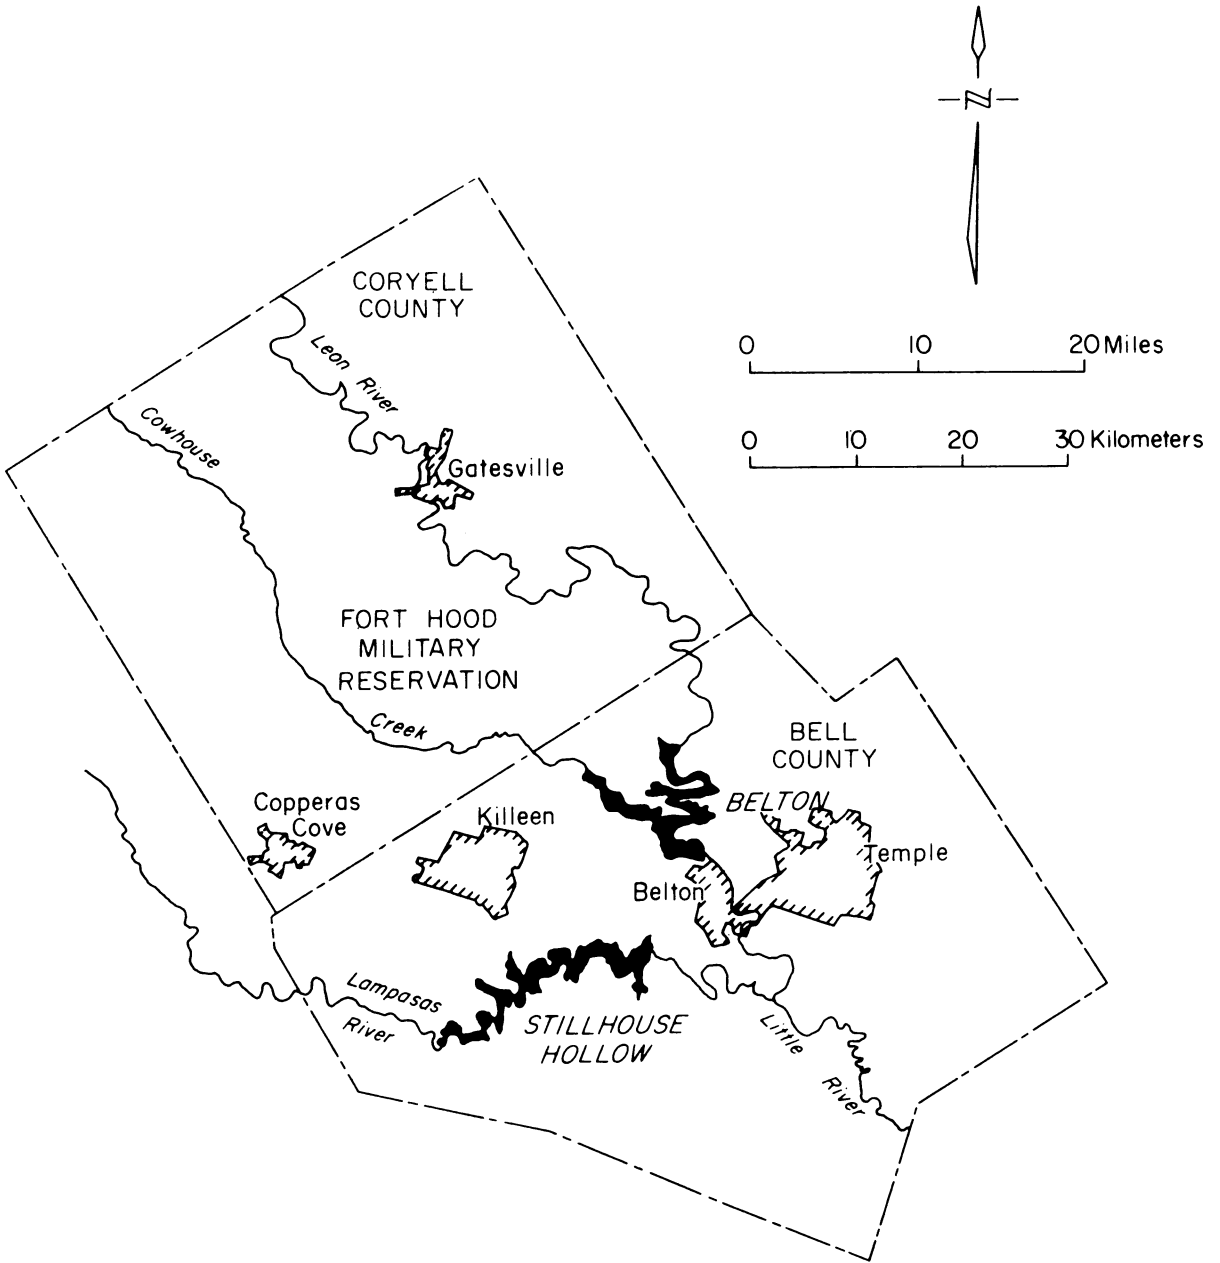 N
CORYELL
COUNTY
Leon River
0 10 20 Miles
0 10 20 30 Kilometers
Cowhouse
Gatesville
FORT HOOD
MILITARY
RESERVATION
Creek
BELL
COUNTY
BELTON
Copperas
Cove
Killeen
Temple
Belton
Lampasas
River
STILLHOUSE
HOLLOW
Little
River